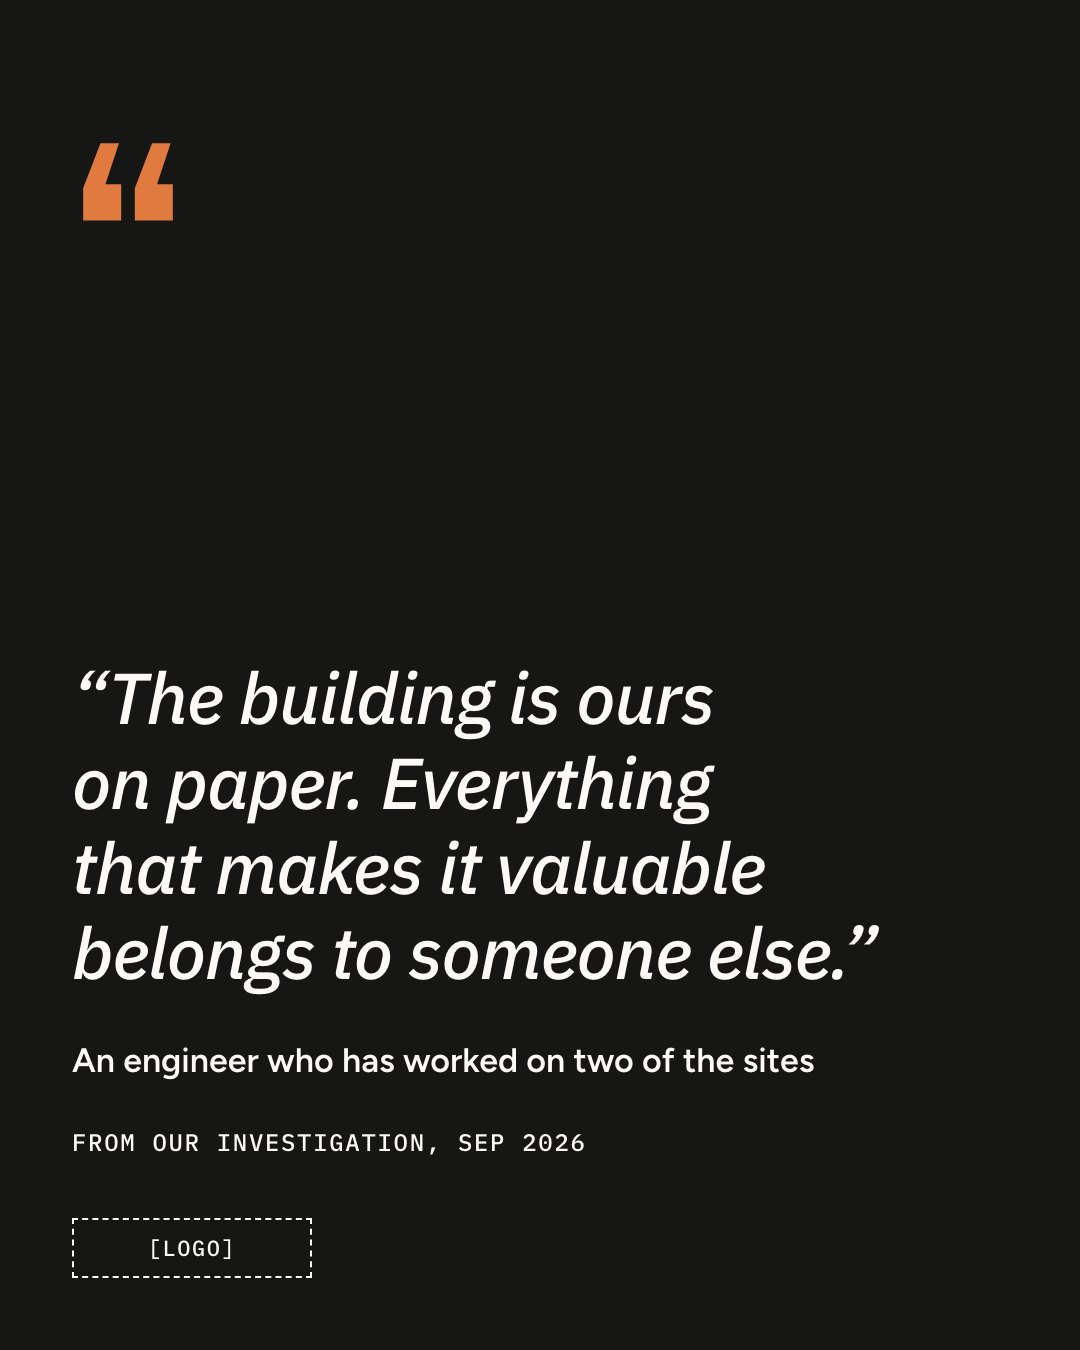 “
“The building is ours
on paper. Everything
that makes it valuable
belongs to someone else.”
An engineer who has worked on two of the sites
FROM OUR INVESTIGATION, SEP 2026
[LOGO]